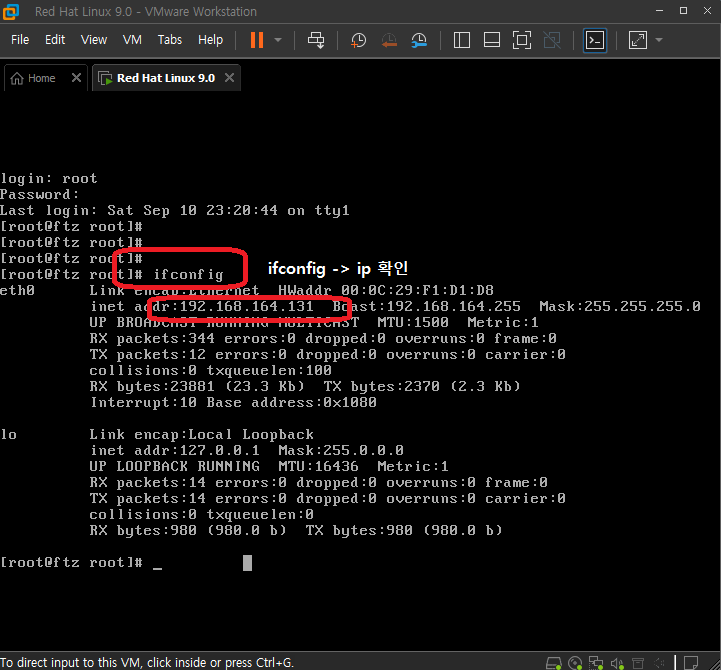 Red Hat Linux 9.0 - VMware Workstation
File Edit View VM Tabs Help
Home Red Hat Linux 9.0
login: root
Password:
Last login: Sat Sep 10 23:20:44 on tty1
[root@ftz root]#
[root@ftz root]#
[root@ftz root]#
[root@ftz root]# ifconfig
ifconfig -> ip 확인
eth0 Link encap:Ethernet HWaddr 00:0C:29:F1:D1:D8
inet addr:192.168.164.131 Bcast:192.168.164.255 Mask:255.255.255.0
UP BROADCAST RUNNING MULTICAST MTU:1500 Metric:1
RX packets:344 errors:0 dropped:0 overruns:0 frame:0
TX packets:12 errors:0 dropped:0 overruns:0 carrier:0
collisions:0 txqueuelen:100
RX bytes:23881 (23.3 Kb) TX bytes:2370 (2.3 Kb)
Interrupt:10 Base address:0x1080
lo Link encap:Local Loopback
inet addr:127.0.0.1 Mask:255.0.0.0
UP LOOPBACK RUNNING MTU:16436 Metric:1
RX packets:14 errors:0 dropped:0 overruns:0 frame:0
TX packets:14 errors:0 dropped:0 overruns:0 carrier:0
collisions:0 txqueuelen:0
RX bytes:980 (980.0 b) TX bytes:980 (980.0 b)
[root@ftz root]# _
To direct input to this VM, click inside or press Ctrl+G.